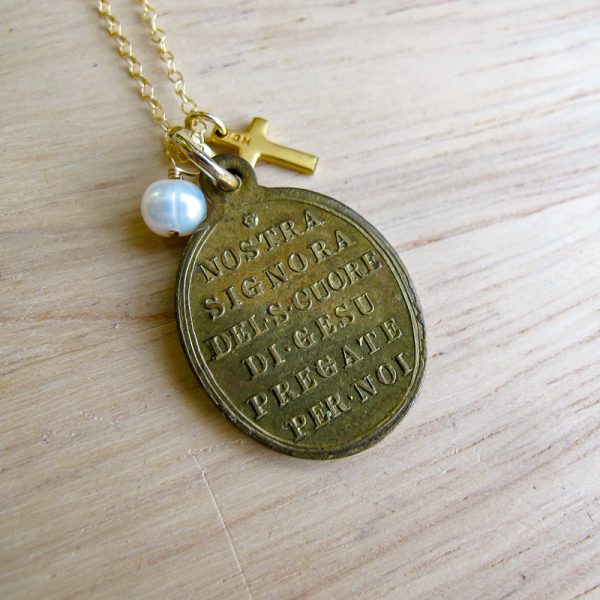 NOSTRA
SIGNORA
DEL·S·CUORE
DI·GESU
PREGATE
PER·NOI